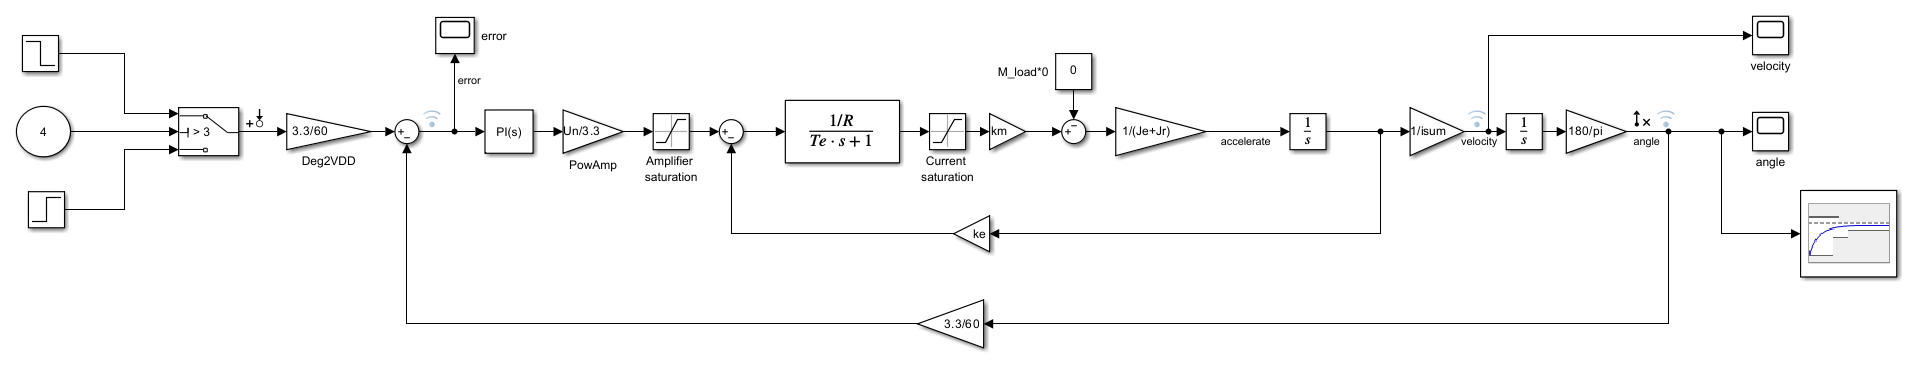 error
error
velocity
M_load*0
0
4
> 3
3.3/60
Deg2VDD
+
−
PI(s)
Un/3.3
PowAmp
Amplifier
saturation
+
−
1/R
Te · s + 1
Current
saturation
km
+
−
1/(Je+Jr)
accelerate
1
s
1/isum
velocity
1
s
180/pi
angle
angle
ke
3.3/60